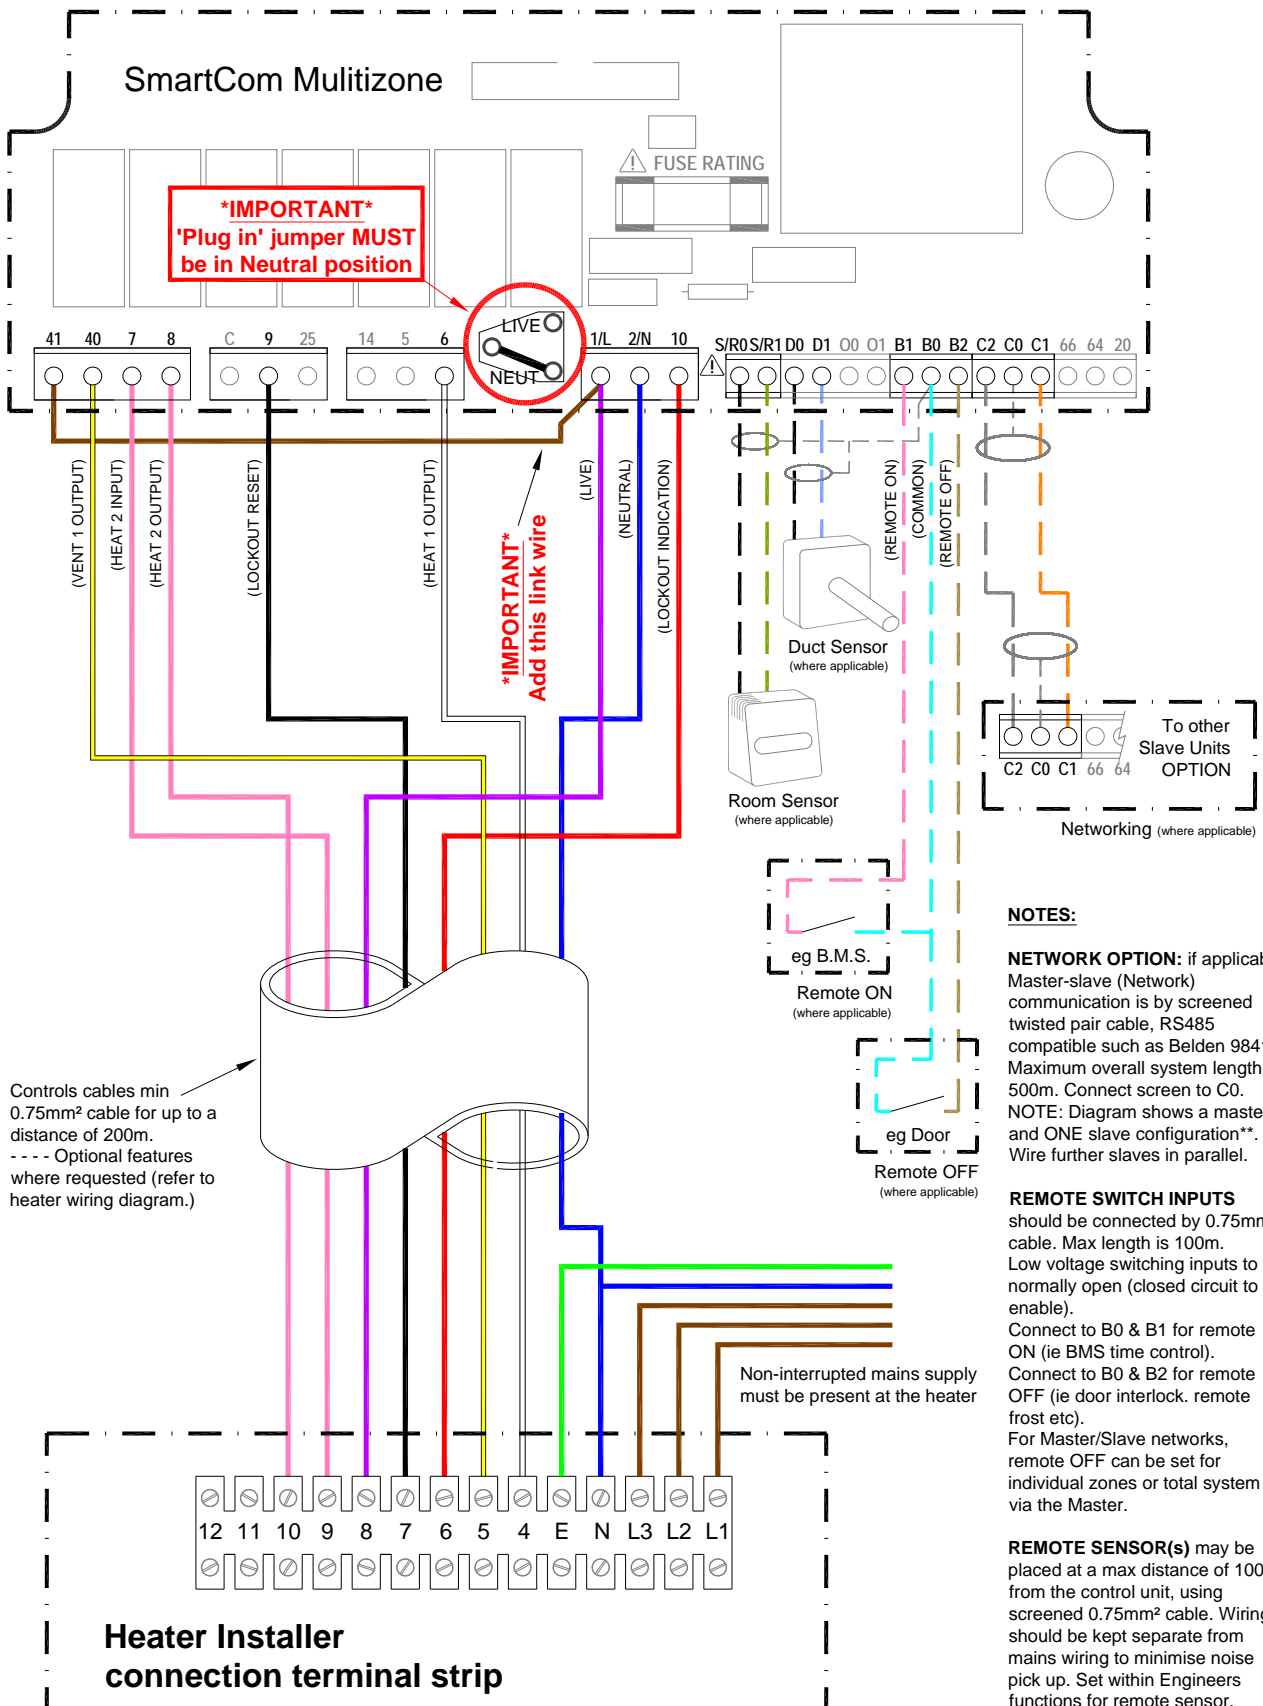 SmartCom Mulitizone
FUSE RATING
*IMPORTANT*
'Plug in' jumper MUST
be in Neutral position
LIVE
NEUT
41 40 7 8 C 9 25 14 5 6 1/L 2/N 10 S/R0 S/R1 D0 D1 O0 O1 B1 B0 B2 C2 C0 C1 66 64 20
(VENT 1 OUTPUT)
(HEAT 2 INPUT)
(HEAT 2 OUTPUT)
(LOCKOUT RESET)
(HEAT 1 OUTPUT)
*IMPORTANT*
Add this link wire
(LIVE)
(NEUTRAL)
(LOCKOUT INDICATION)
(REMOTE ON)
(COMMON)
(REMOTE OFF)
Duct Sensor
(where applicable)
Room Sensor
(where applicable)
To other
Slave Units
OPTION
C2 C0 C1 66 64
Networking (where applicable)
eg B.M.S.
Remote ON
(where applicable)
eg Door
Remote OFF
(where applicable)
Controls cables min
0.75mm² cable for up to a
distance of 200m.
- - - - Optional features
where requested (refer to
heater wiring diagram.)
NOTES:
NETWORK OPTION: if
Master-slave (Network)
communication is by screened
twisted pair cable, RS485
compatible such as Belden
Maximum overall system length
500m. Connect screen to C0.
NOTE: Diagram shows a
and ONE slave configuration**.
Wire further slaves in parallel.
REMOTE SWITCH INPUTS
should be connected by
cable. Max length is 100m.
Low voltage switching inputs to
normally open (closed circuit to
enable).
Connect to B0 & B1 for remote
ON (ie BMS time control).
Connect to B0 & B2 for remote
OFF (ie door interlock. remote
frost etc).
For Master/Slave networks,
remote OFF can be set for
individual zones or total system
via the Master.
REMOTE SENSOR(s) may be
placed at a max distance of 100
from the control unit, using
screened 0.75mm² cable. Wiring
should be kept separate from
mains wiring to minimise noise
pick up. Set within Engineers
functions for remote sensor.
Non-interrupted mains supply
must be present at the heater
12 11 10 9 8 7 6 5 4 E N L3 L2 L1
Heater Installer
connection terminal strip